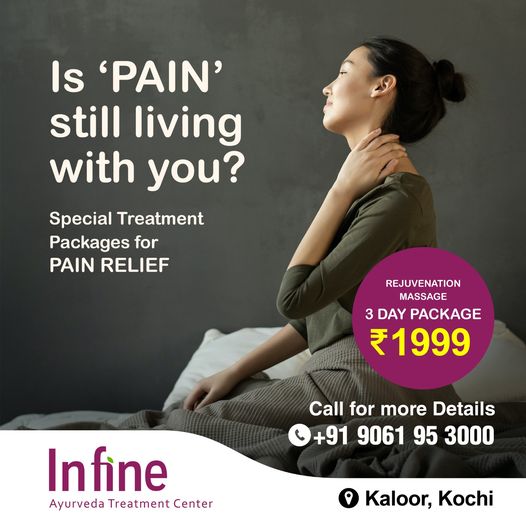 Is ‘PAIN’
still living
with you?
Special Treatment
Packages for
PAIN RELIEF
REJUVENATION
MASSAGE
3 DAY PACKAGE
₹1999
Call for more Details
+91 9061 95 3000
Infine
Ayurveda Treatment Center
Kaloor, Kochi